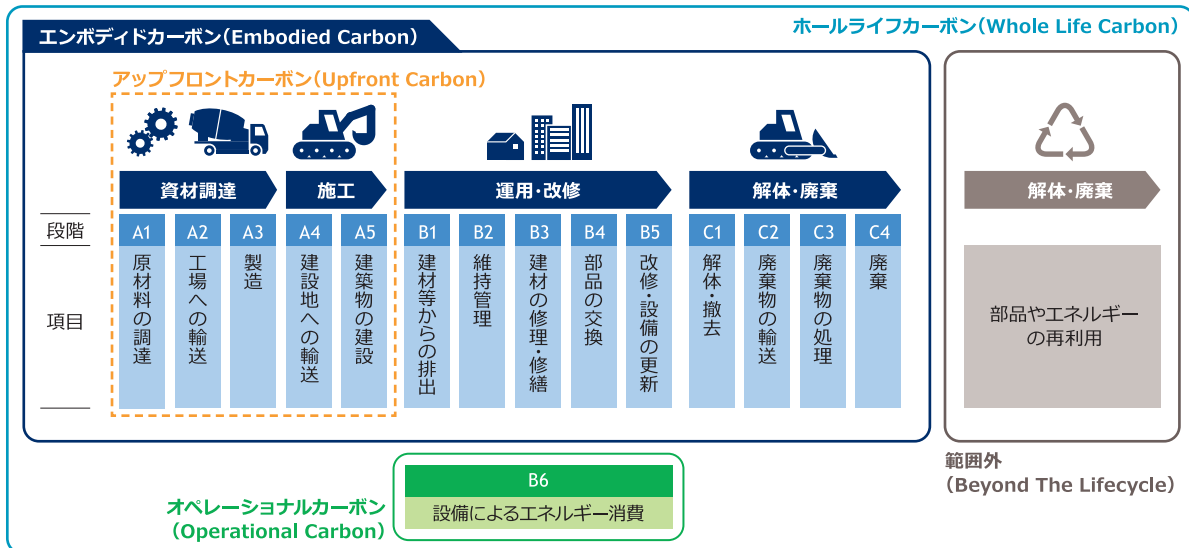 ホールライフカーボン(Whole Life Carbon)
エンボディドカーボン(Embodied Carbon)
アップフロントカーボン(Upfront Carbon)
資材調達
施工
運用・改修
解体・廃棄
解体・廃棄
段階
A1
A2
A3
A4
A5
B1
B2
B3
B4
B5
C1
C2
C3
C4
項目
原材料の調達
工場への輸送
製造
建設地への輸送
建築物の建設
建材等からの排出
維持管理
建材の修理・修繕
部品の交換
改修・設備の更新
解体・撤去
廃棄物の輸送
廃棄物の処理
廃棄
部品やエネルギー
の再利用
範囲外
(Beyond The Lifecycle)
オペレーショナルカーボン
(Operational Carbon)
B6
設備によるエネルギー消費